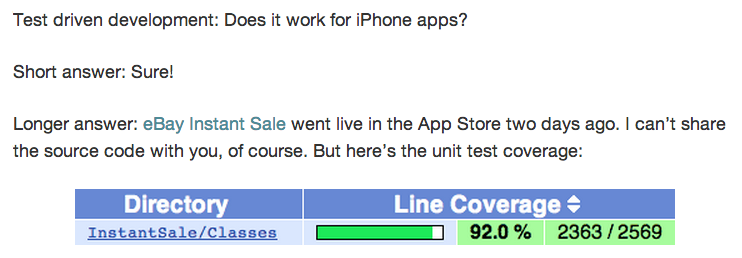 Test driven development: Does it work for iPhone apps?
Short answer: Sure!
Longer answer: eBay Instant Sale went live in the App Store two days ago. I can’t share
the source code with you, of course. But here’s the unit test coverage:
Directory Line Coverage
InstantSale/Classes 92.0 % 2363 / 2569